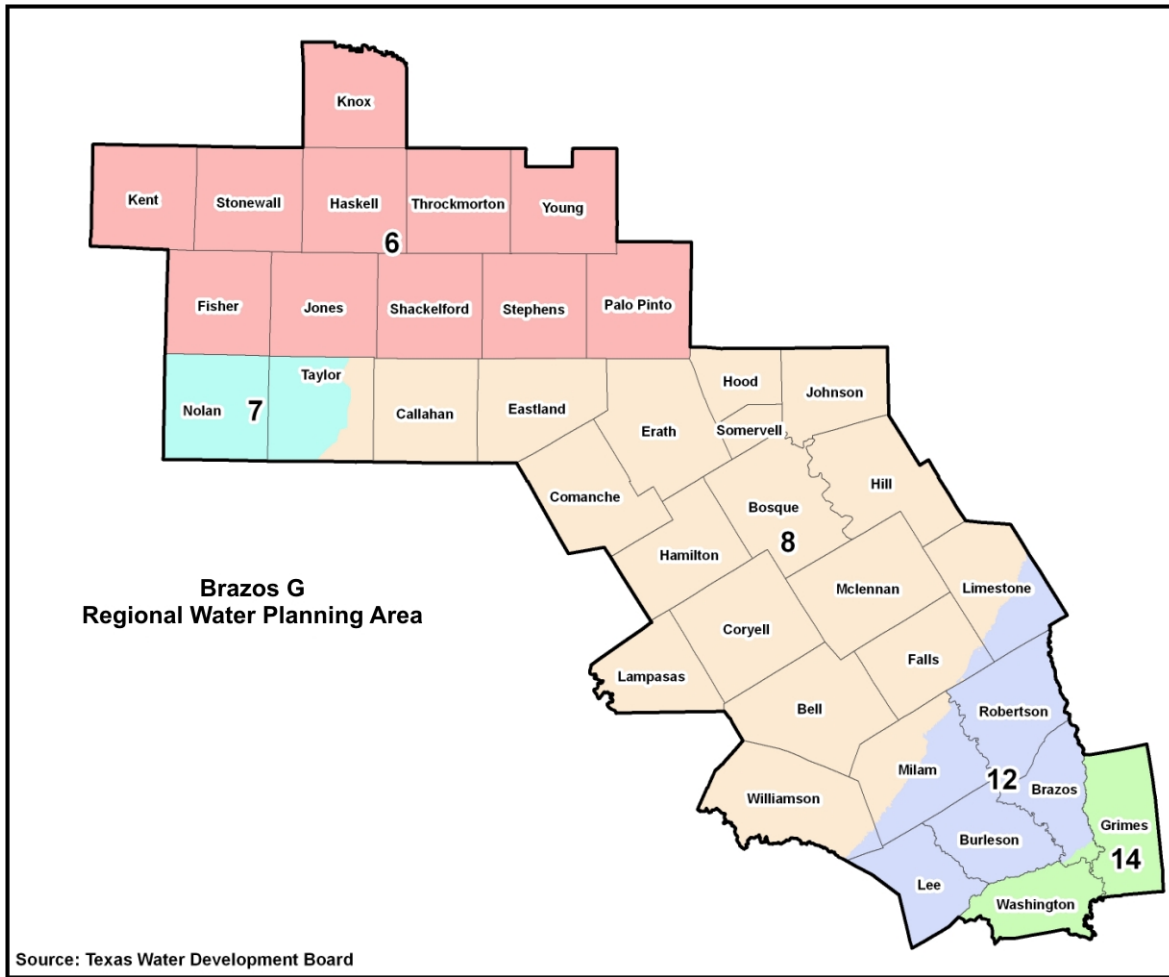 Knox
Kent
Stonewall
Haskell
Throckmorton
Young
6
Fisher
Jones
Shackelford
Stephens
Palo Pinto
Taylor
Nolan
7
Callahan
Eastland
Hood
Johnson
Erath
Somervell
Comanche
Hill
Bosque
8
Hamilton
Mclennan
Limestone
Brazos G
Regional Water Planning Area
Coryell
Falls
Lampasas
Bell
Robertson
Milam
12
Brazos
Williamson
Grimes
Burleson
14
Lee
Washington
Source: Texas Water Development Board